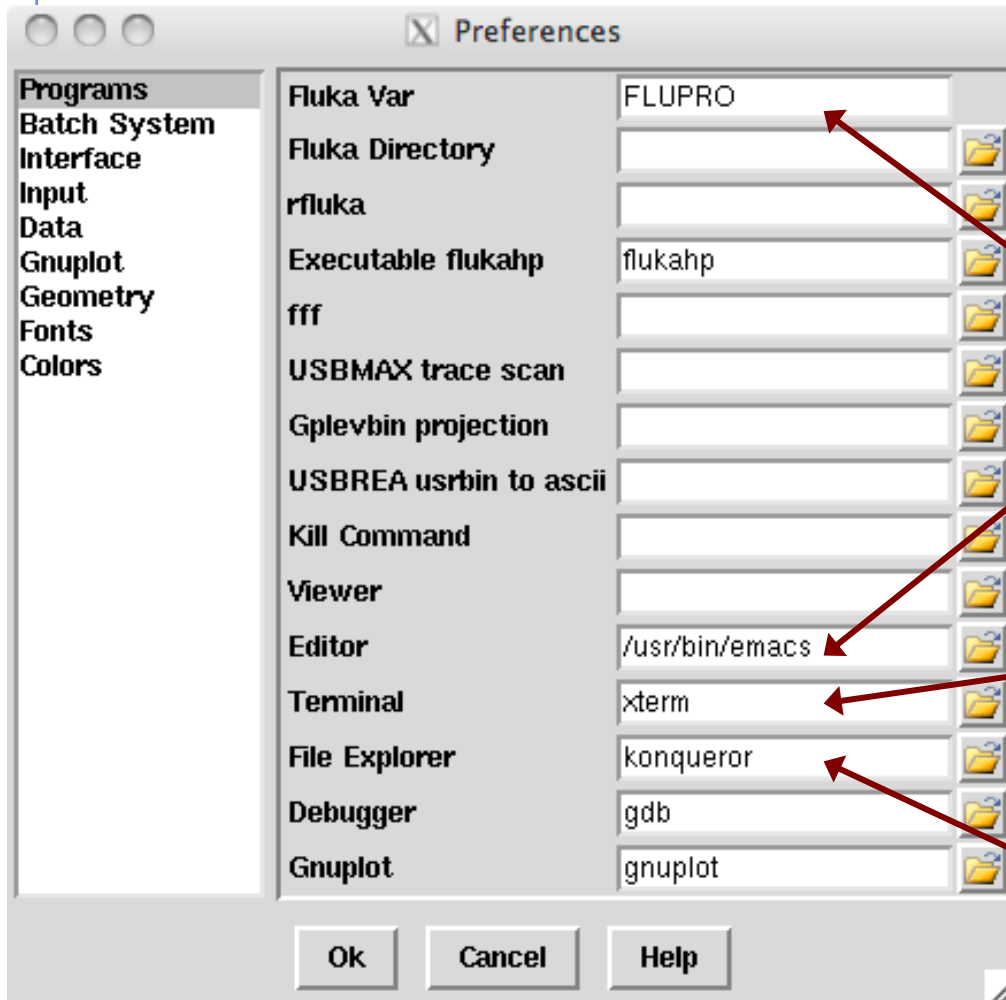 Preferences
Programs
Batch System
Interface
Input
Data
Gnuplot
Geometry
Fonts
Colors
Fluka Var FLUPRO
Fluka Directory
rfluka
Executable flukahp flukahp
fff
USBMAX trace scan
Gplevbin projection
USBREA usrbin to ascii
Kill Command
Viewer
Editor /usr/bin/emacs
Terminal xterm
File Explorer konqueror
Debugger gdb
Gnuplot gnuplot
Ok Cancel Help